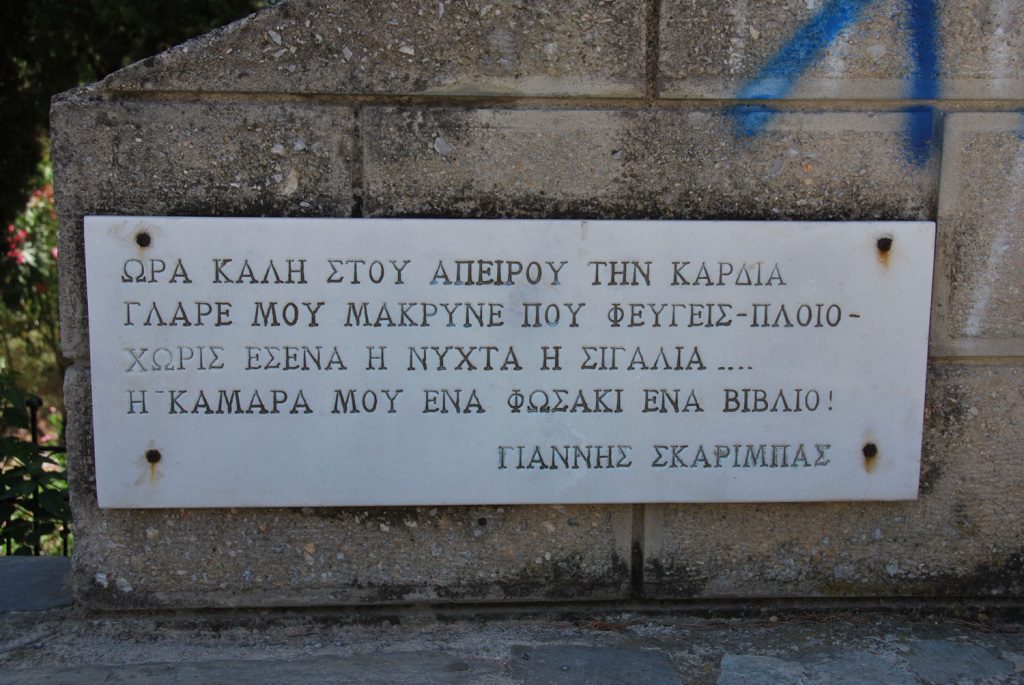 ΩΡΑ ΚΑΛΗ ΣΤΟΥ ΑΠΕΙΡΟΥ ΤΗΝ ΚΑΡΔΙΑ
ΓΛΑΡΕ ΜΟΥ ΜΑΚΡΥΝΕ ΠΟΥ ΦΕΥΓΕΙΣ-ΠΛΟΙΟ-
ΧΩΡΙΣ ΕΣΕΝΑ Η ΝΥΧΤΑ Η ΣΙΓΑΛΙΑ ....
Η ΚΑΜΑΡΑ ΜΟΥ ΕΝΑ ΦΩΣΑΚΙ ΕΝΑ ΒΙΒΛΙΟ!
ΓΙΑΝΝΗΣ ΣΚΑΡΙΜΠΑΣ